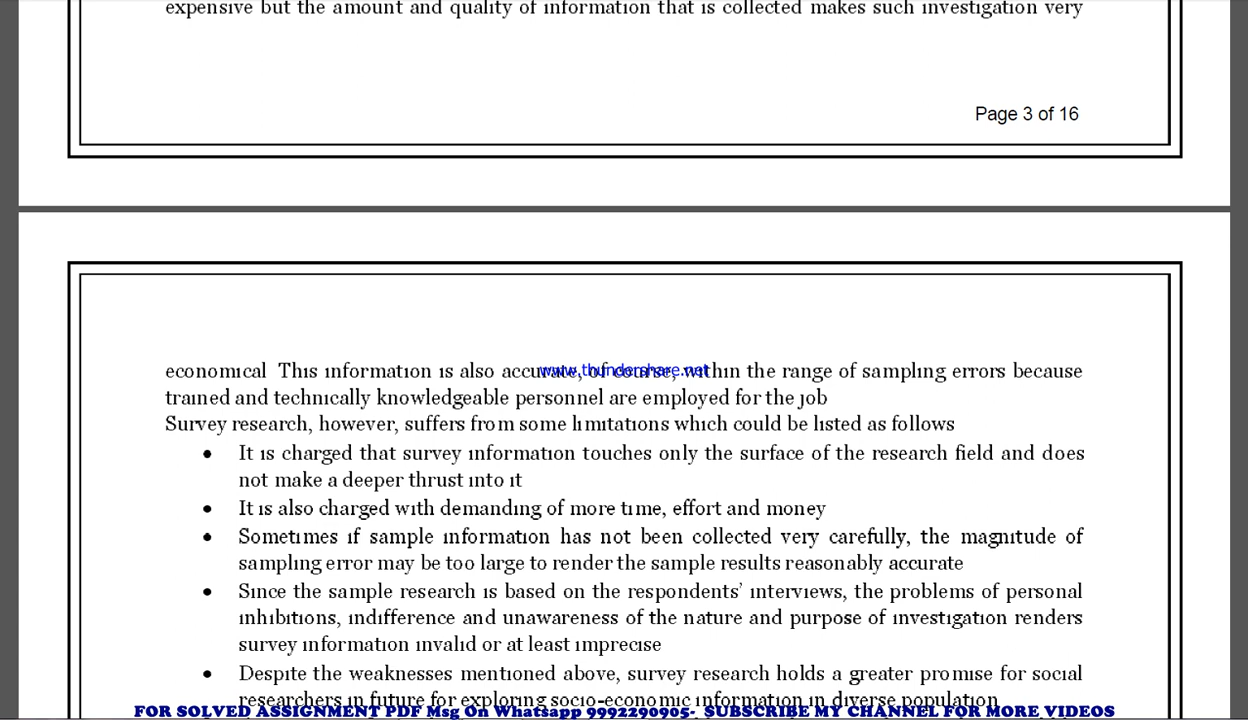 expensive but the amount and quality of information that is collected makes such investigation very
Page 3 of 16
economical This information is also accurate, of course, within the range of sampling errors because
www.thundershare.net
trained and technically knowledgeable personnel are employed for the job
Survey research, however, suffers from some limitations which could be listed as follows
• It is charged that survey information touches only the surface of the research field and does
not make a deeper thrust into it
• It is also charged with demanding of more time, effort and money
• Sometimes if sample information has not been collected very carefully, the magnitude of
sampling error may be too large to render the sample results reasonably accurate
• Since the sample research is based on the respondents’ interviews, the problems of personal
inhibitions, indifference and unawareness of the nature and purpose of investigation renders
survey information invalid or at least imprecise
• Despite the weaknesses mentioned above, survey research holds a greater promise for social
researchers in future for exploring socio-economic information in diverse population
FOR SOLVED ASSIGNMENT PDF Msg On Whatsapp 9992290905- SUBSCRIBE MY CHANNEL FOR MORE VIDEOS